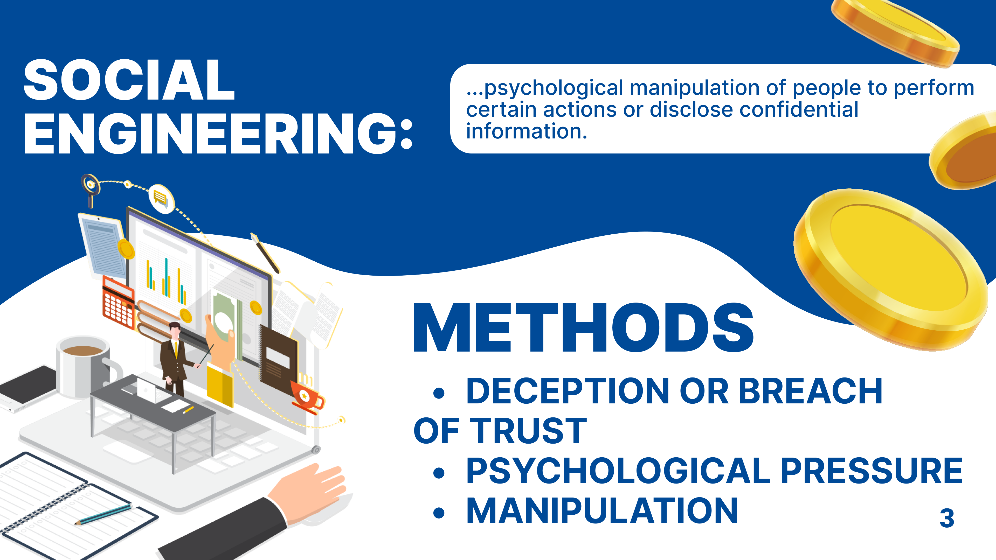 SOCIAL
ENGINEERING:
...psychological manipulation of people to perform
certain actions or disclose confidential
information.
METHODS
• DECEPTION OR BREACH
OF TRUST
• PSYCHOLOGICAL PRESSURE
• MANIPULATION
3